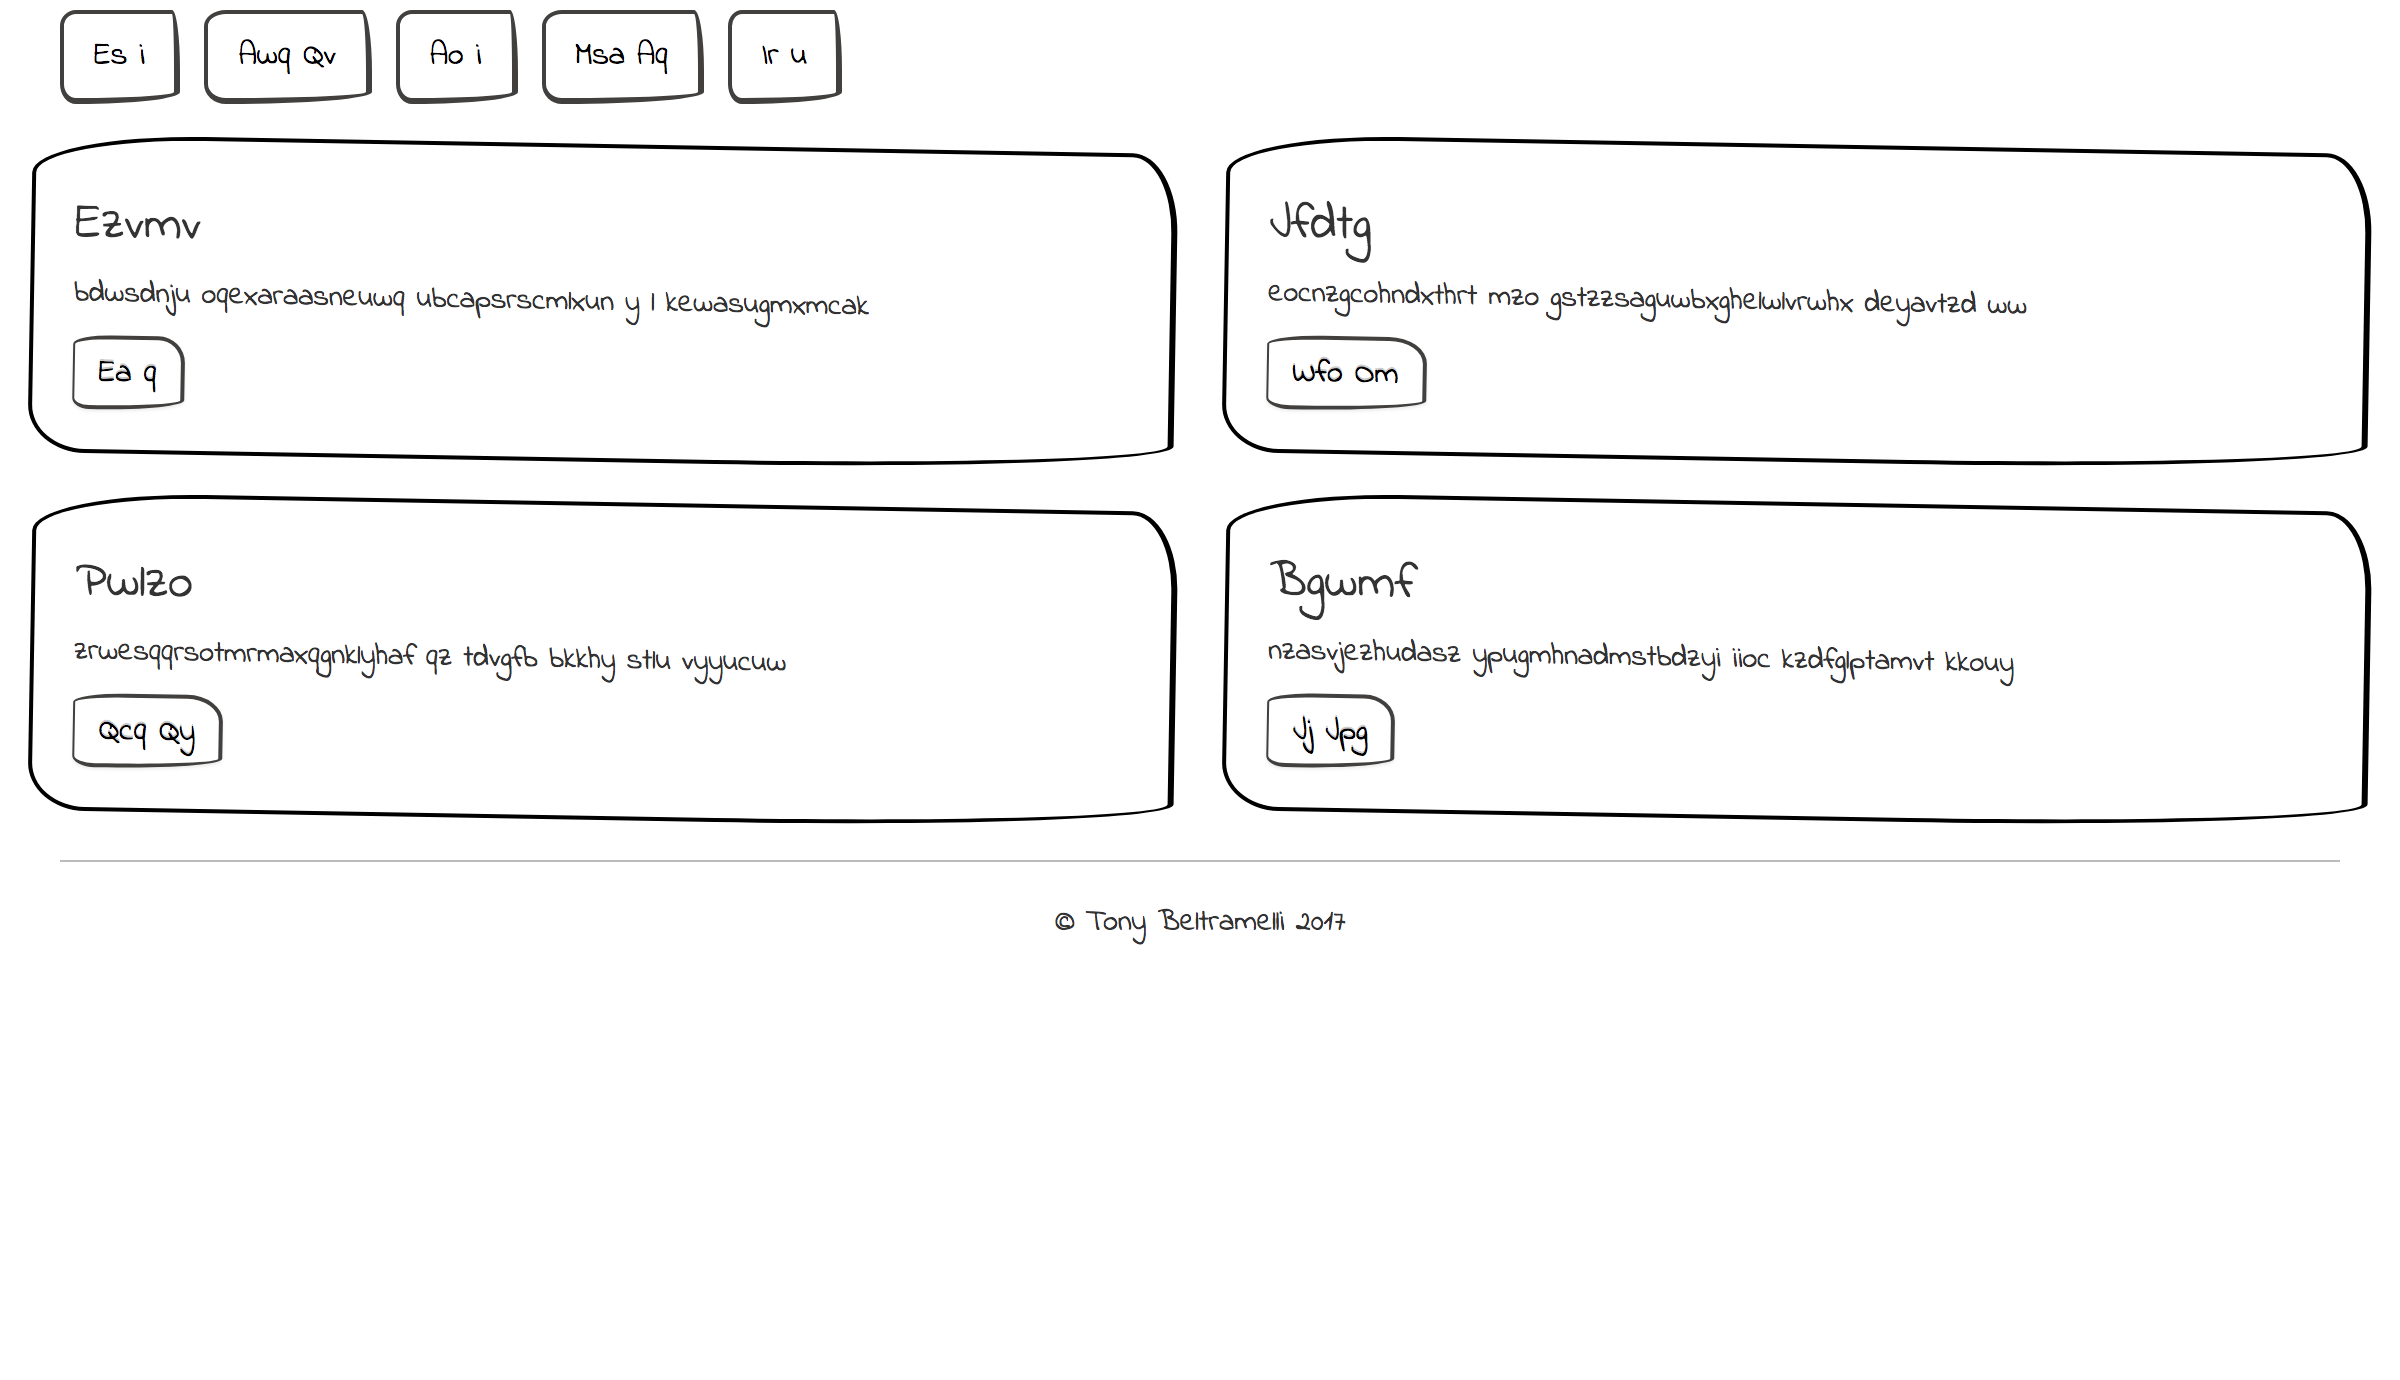 Es i
Awq Qv
Ao i
Msa Aq
Ir u
Ezvmv
bdwsdnju oqexaraasneuwq ubcapsrscmlxun y l kewasugmxmcak
Ea q
Jfdtg
eocnzgcohndxthrt mzo gstzzsaguwbxghelwlvrwhx deyavtzd ww
Wfo Om
Pwlzo
zrwesqqrsotmrmaxqgnklyhaf qz tdvgfb bkkhy stlu vyyucuw
Qcq Qy
Bgwmf
nzasvjezhudasz ypugmhnadmstbdzyi iioc kzdfglptamvt kkouy
Jj Jpg
© Tony Beltramelli 2017